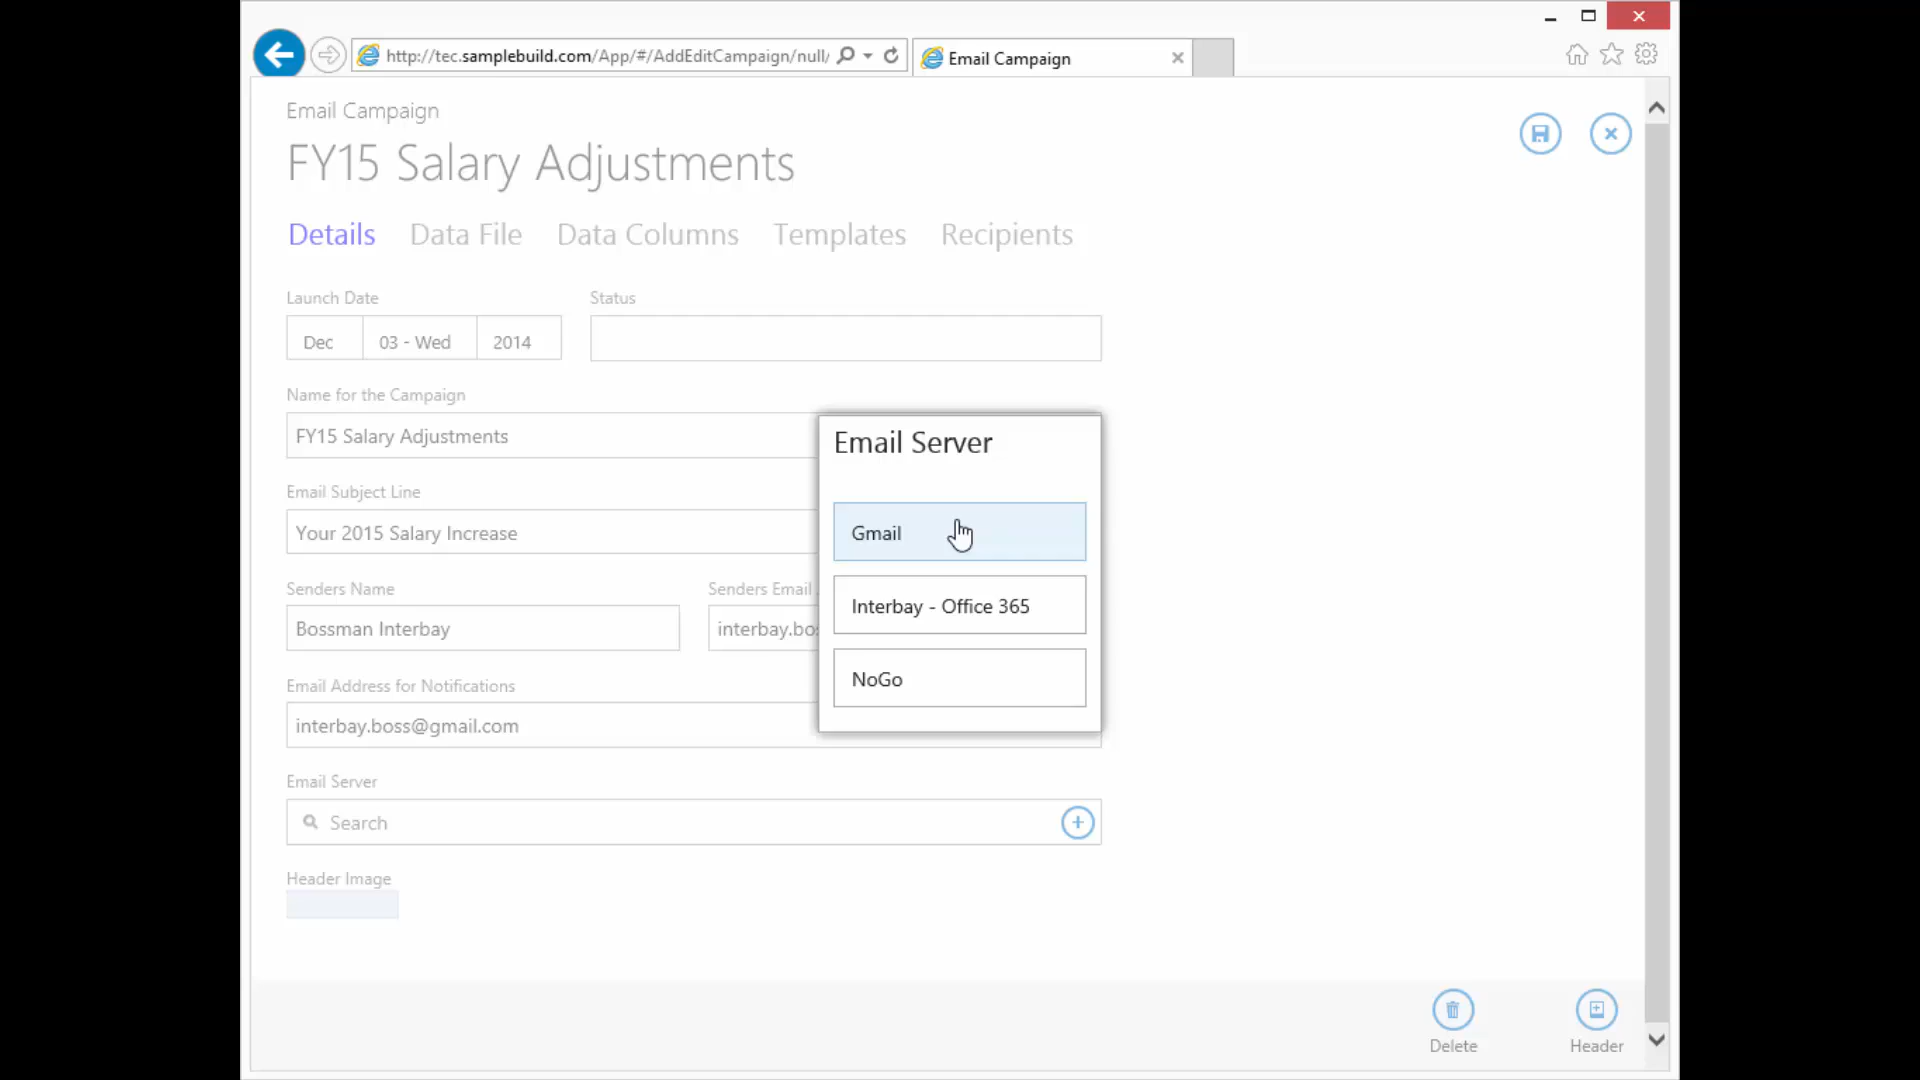 http://tec.samplebuild.com/App/#/AddEditCampaign/null/
Email Campaign
Email Campaign
FY15 Salary Adjustments
Details Data File Data Columns Templates Recipients
Launch Date Status
Dec 03 - Wed 2014
Name for the Campaign
FY15 Salary Adjustments
Email Server
Email Subject Line
Your 2015 Salary Increase
Gmail
Senders Name Senders Email
Bossman Interbay interbay.bo
Interbay - Office 365
Email Address for Notifications
NoGo
interbay.boss@gmail.com
Email Server
Search
Header Image
Delete Header